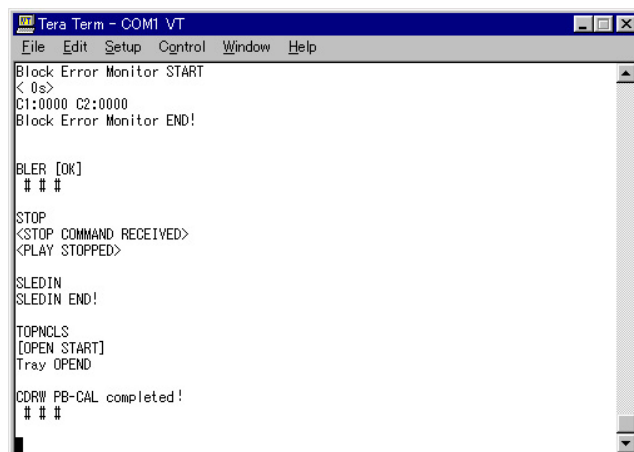 Tera Term - COM1 VT
File Edit Setup Control Window Help
Block Error Monitor START
< 0s>
C1:0000 C2:0000
Block Error Monitor END!
BLER [OK]
# # #
STOP
<STOP COMMAND RECEIVED>
<PLAY STOPPED>
SLEDIN
SLEDIN END!
TOPNCLS
[OPEN START]
Tray OPEND
CDRW PB-CAL completed!
# # #